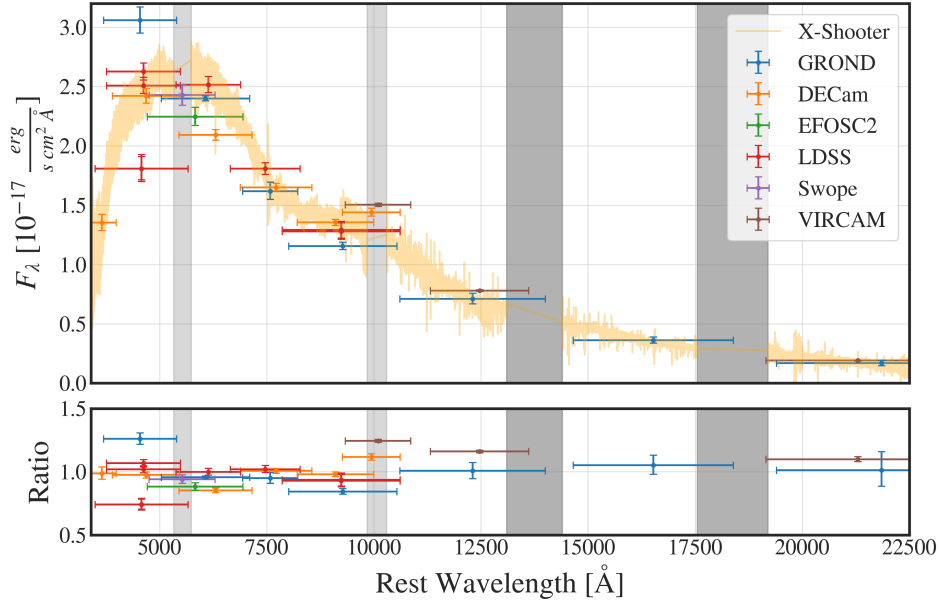 3.0
2.5
2.0
1.5
1.0
0.5
0.0
F_λ [10^{-17} \frac{erg}{s cm^2 Å}]
X-Shooter
GROND
DECam
EFOSC2
LDSS
Swope
VIRCAM
1.5
1.0
0.5
Ratio
5000 7500 10000 12500 15000 17500 20000 22500
Rest Wavelength [Å]